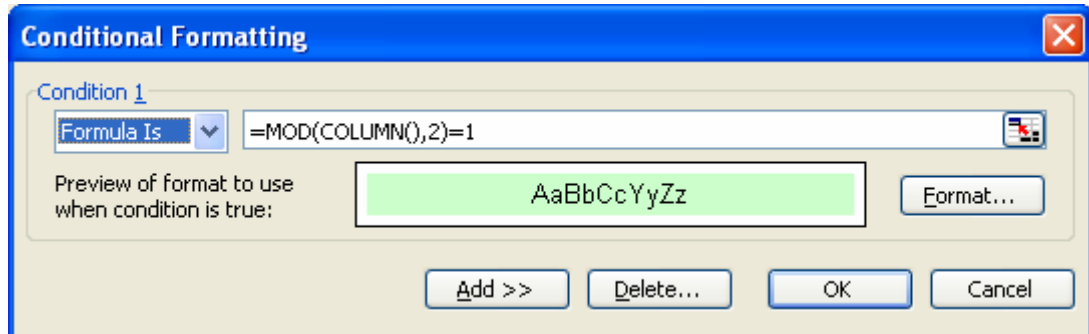 Conditional Formatting
Condition 1
Formula Is =MOD(COLUMN(),2)=1
Preview of format to use
when condition is true:
AaBbCcYyZz
Format...
Add >> Delete... OK Cancel